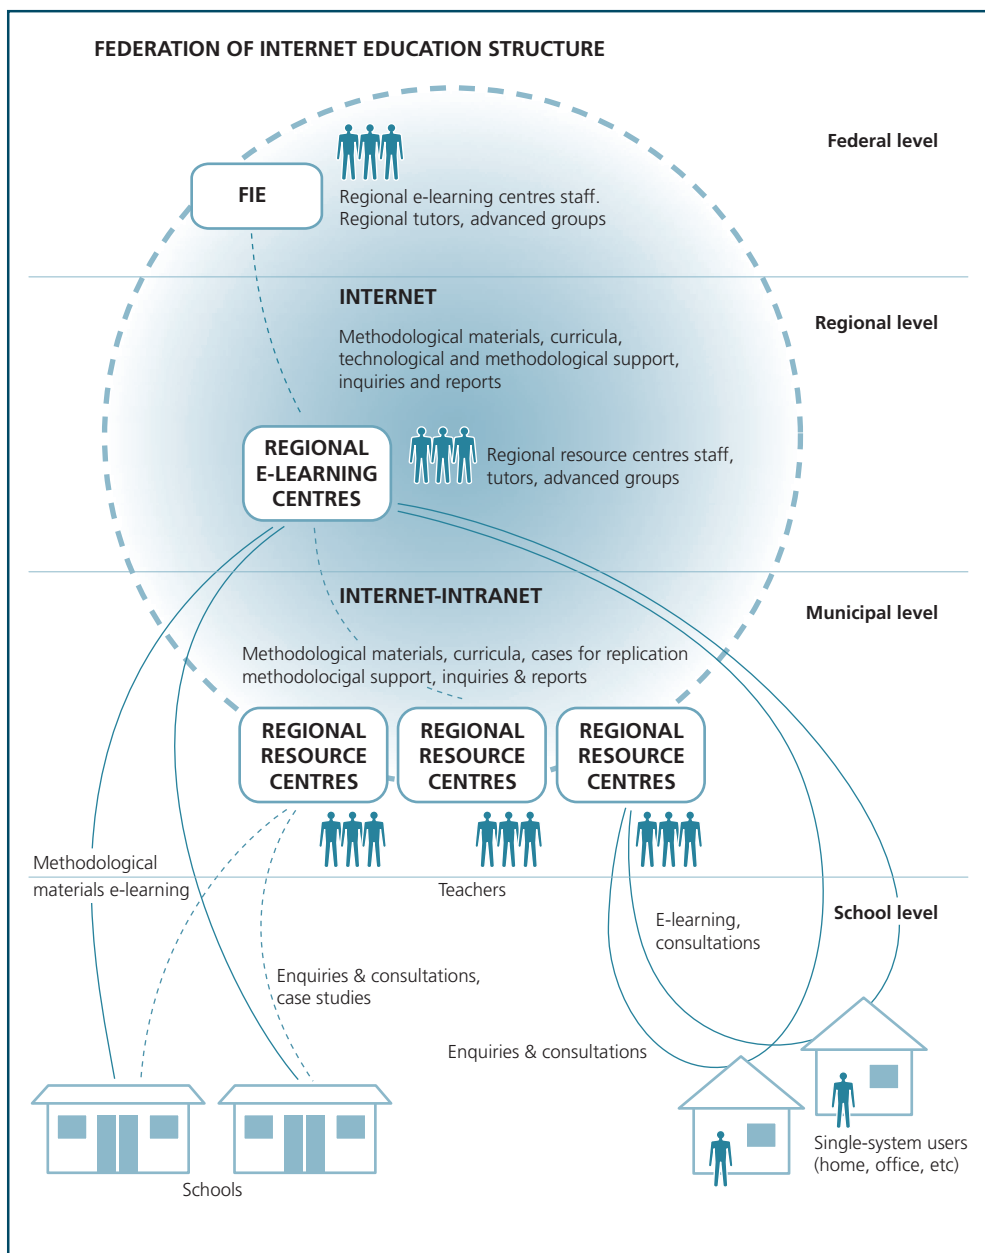 FEDERATION OF INTERNET EDUCATION STRUCTURE
Federal level
FIE
Regional e-learning centres staff.
Regional tutors, advanced groups
INTERNET
Regional level
Methodological materials, curricula,
technological and methodological support,
inquiries and reports
REGIONAL
E-LEARNING
CENTRES
Regional resource centres staff,
tutors, advanced groups
INTERNET-INTRANET
Municipal level
Methodological materials, curricula, cases for replication
methodolocigal support, inquiries & reports
REGIONAL
RESOURCE
CENTRES
REGIONAL
RESOURCE
CENTRES
REGIONAL
RESOURCE
CENTRES
Methodological
materials e-learning
Teachers
School level
E-learning,
consultations
Enquiries & consultations,
case studies
Enquiries & consultations
Single-system users
(home, office, etc)
Schools